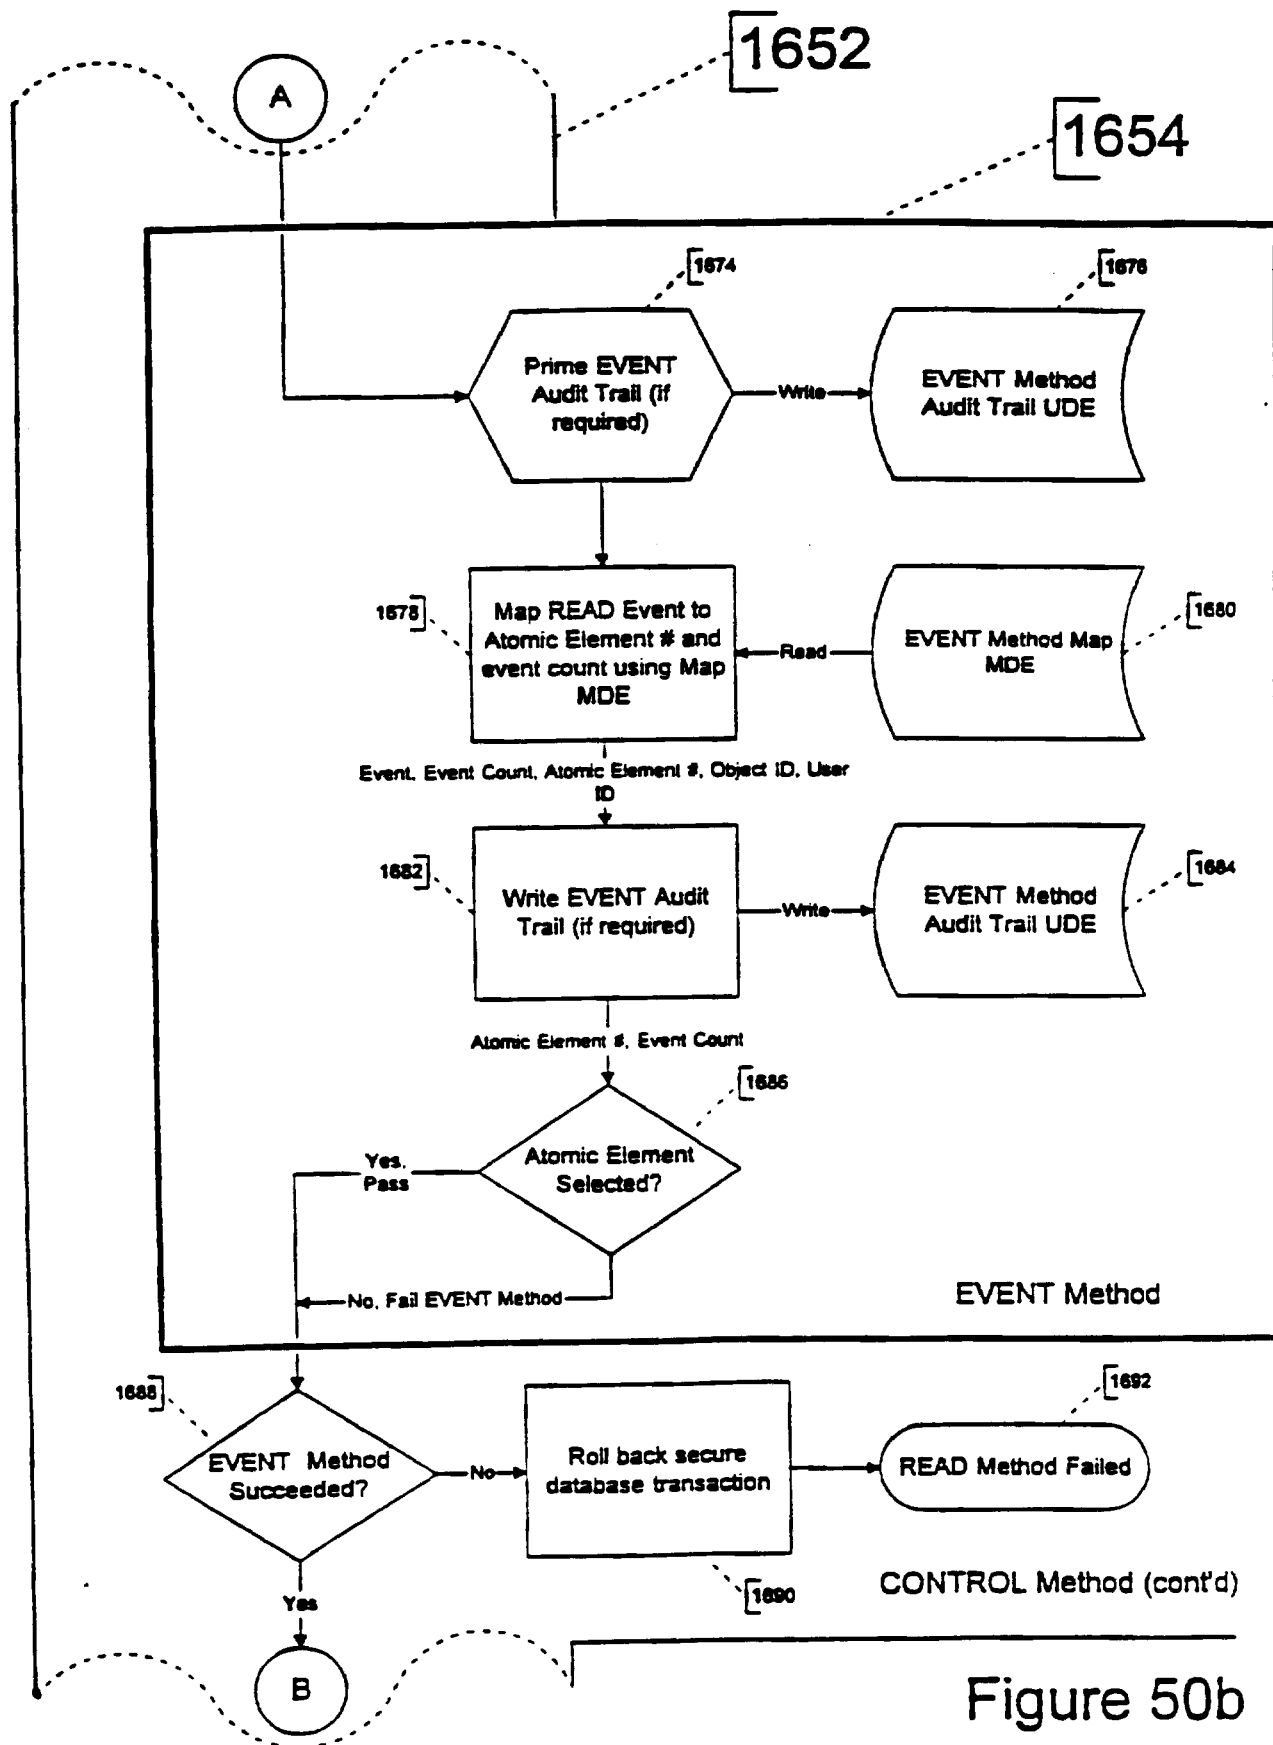 1652
A
1654
1674
1676
Prime EVENT
Audit Trail (if
required)
Write
EVENT Method
Audit Trail UDE
1678
Map READ Event to
Atomic Element # and
event count using Map
MDE
Read
EVENT Method Map
MDE
1680
Event, Event Count, Atomic Element #, Object ID, User
ID
1682
Write EVENT Audit
Trail (if required)
Write
EVENT Method
Audit Trail UDE
1684
Atomic Element #, Event Count
1686
Atomic Element
Selected?
Yes,
Pass
No, Fail EVENT Method
EVENT Method
1688
EVENT Method
Succeeded?
No
Roll back secure
database transaction
1692
READ Method Failed
1690
CONTROL Method (cont'd)
Yes
B
Figure 50b